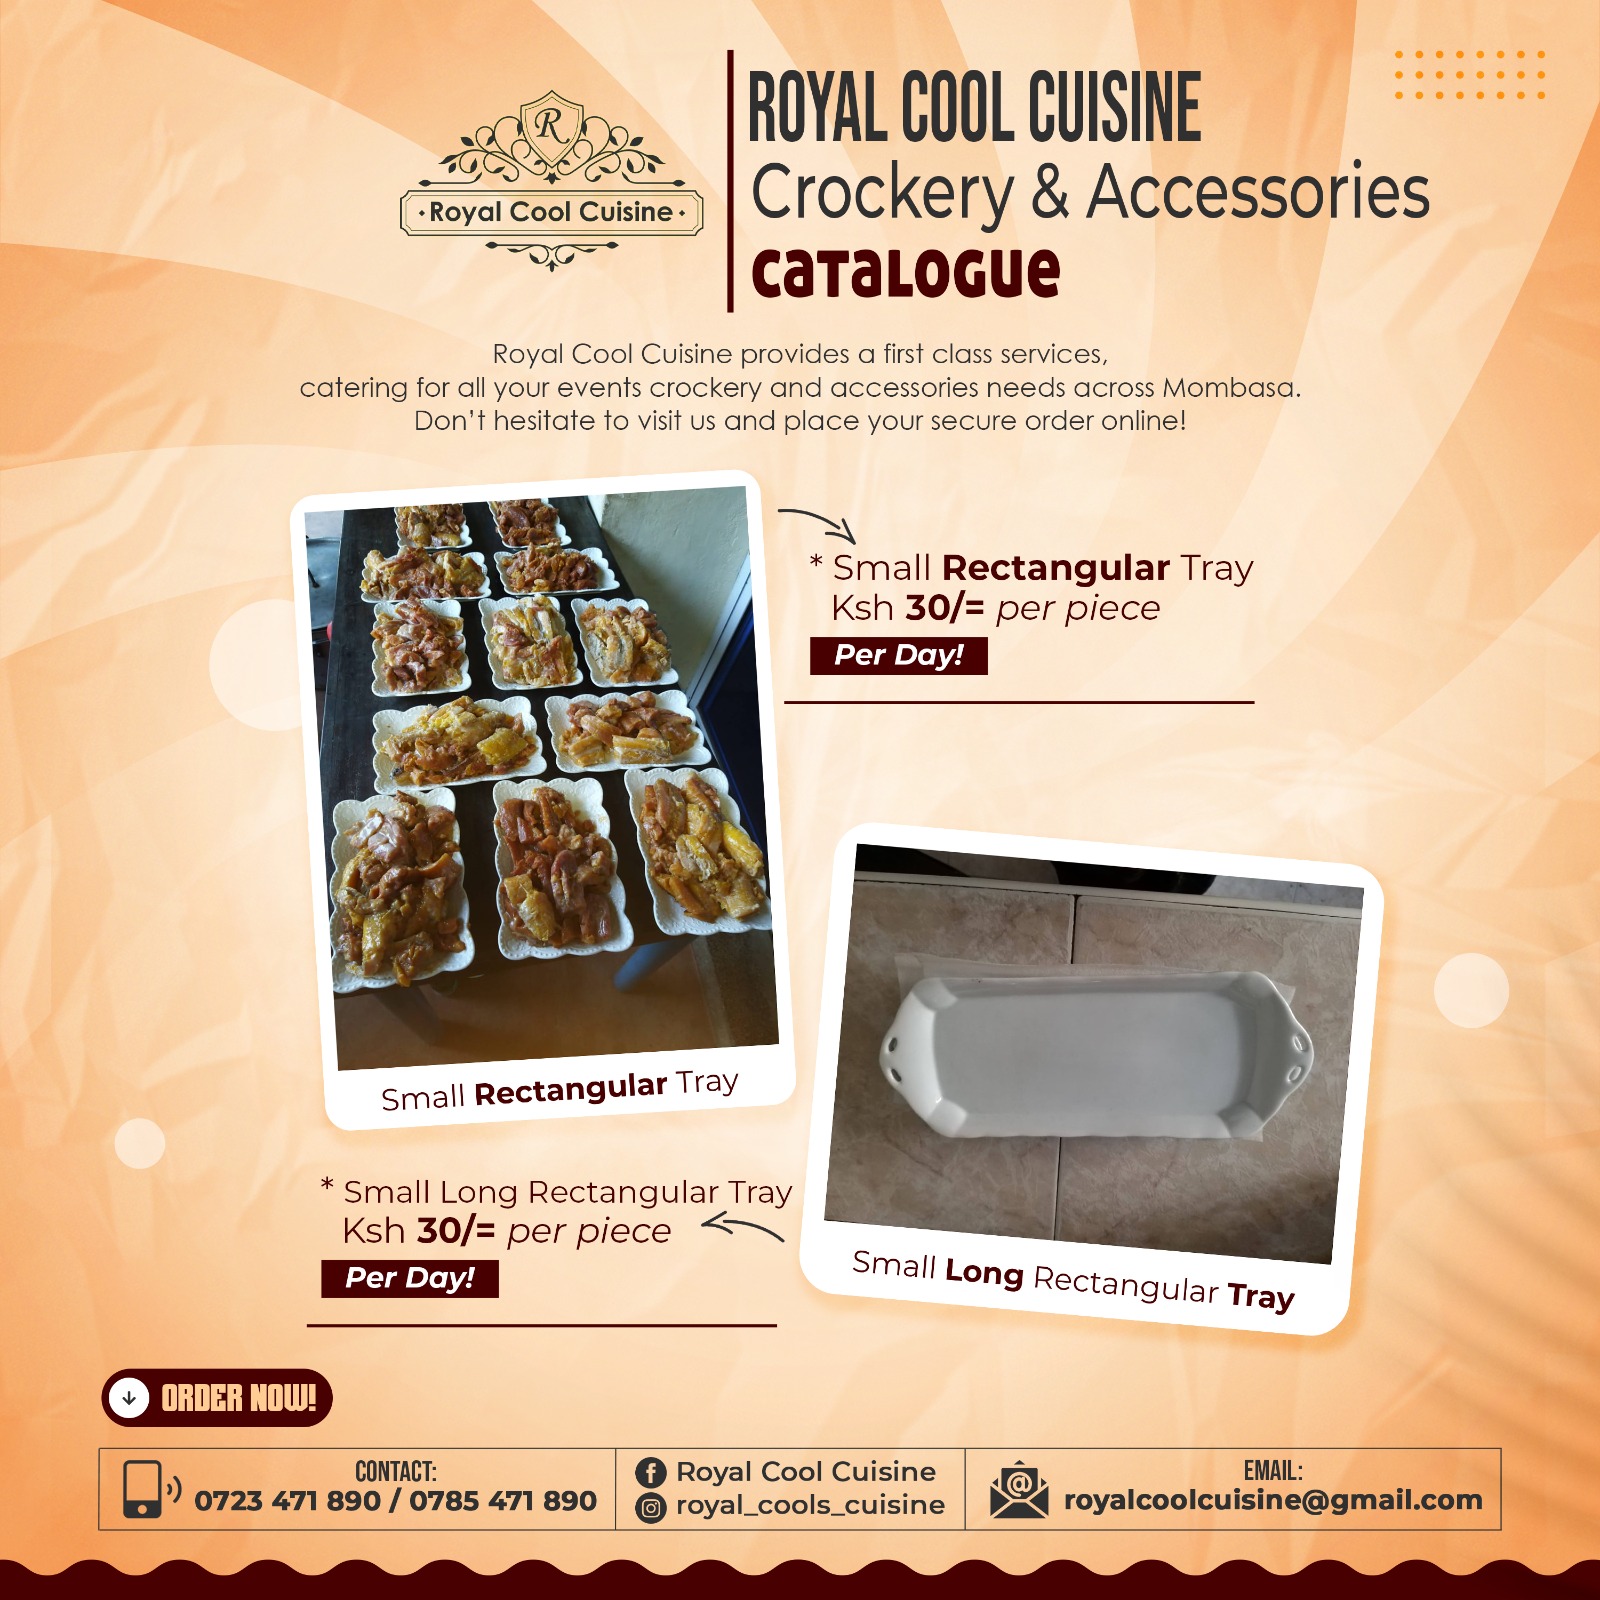 R
Royal Cool Cuisine
ROYAL COOL CUISINE
Crockery & Accessories
CATALOGUE
Royal Cool Cuisine provides a first class services,
catering for all your events crockery and accessories needs across Mombasa.
Don't hesitate to visit us and place your secure order online!
* Small Rectangular Tray
Ksh 30/= per piece
Per Day!
Small Rectangular Tray
* Small Long Rectangular Tray
Ksh 30/= per piece
Per Day!
Small Long Rectangular Tray
ORDER NOW!
CONTACT:
0723 471 890 / 0785 471 890
Royal Cool Cuisine
royal_cools_cuisine
EMAIL:
royalcoolcuisine@gmail.com